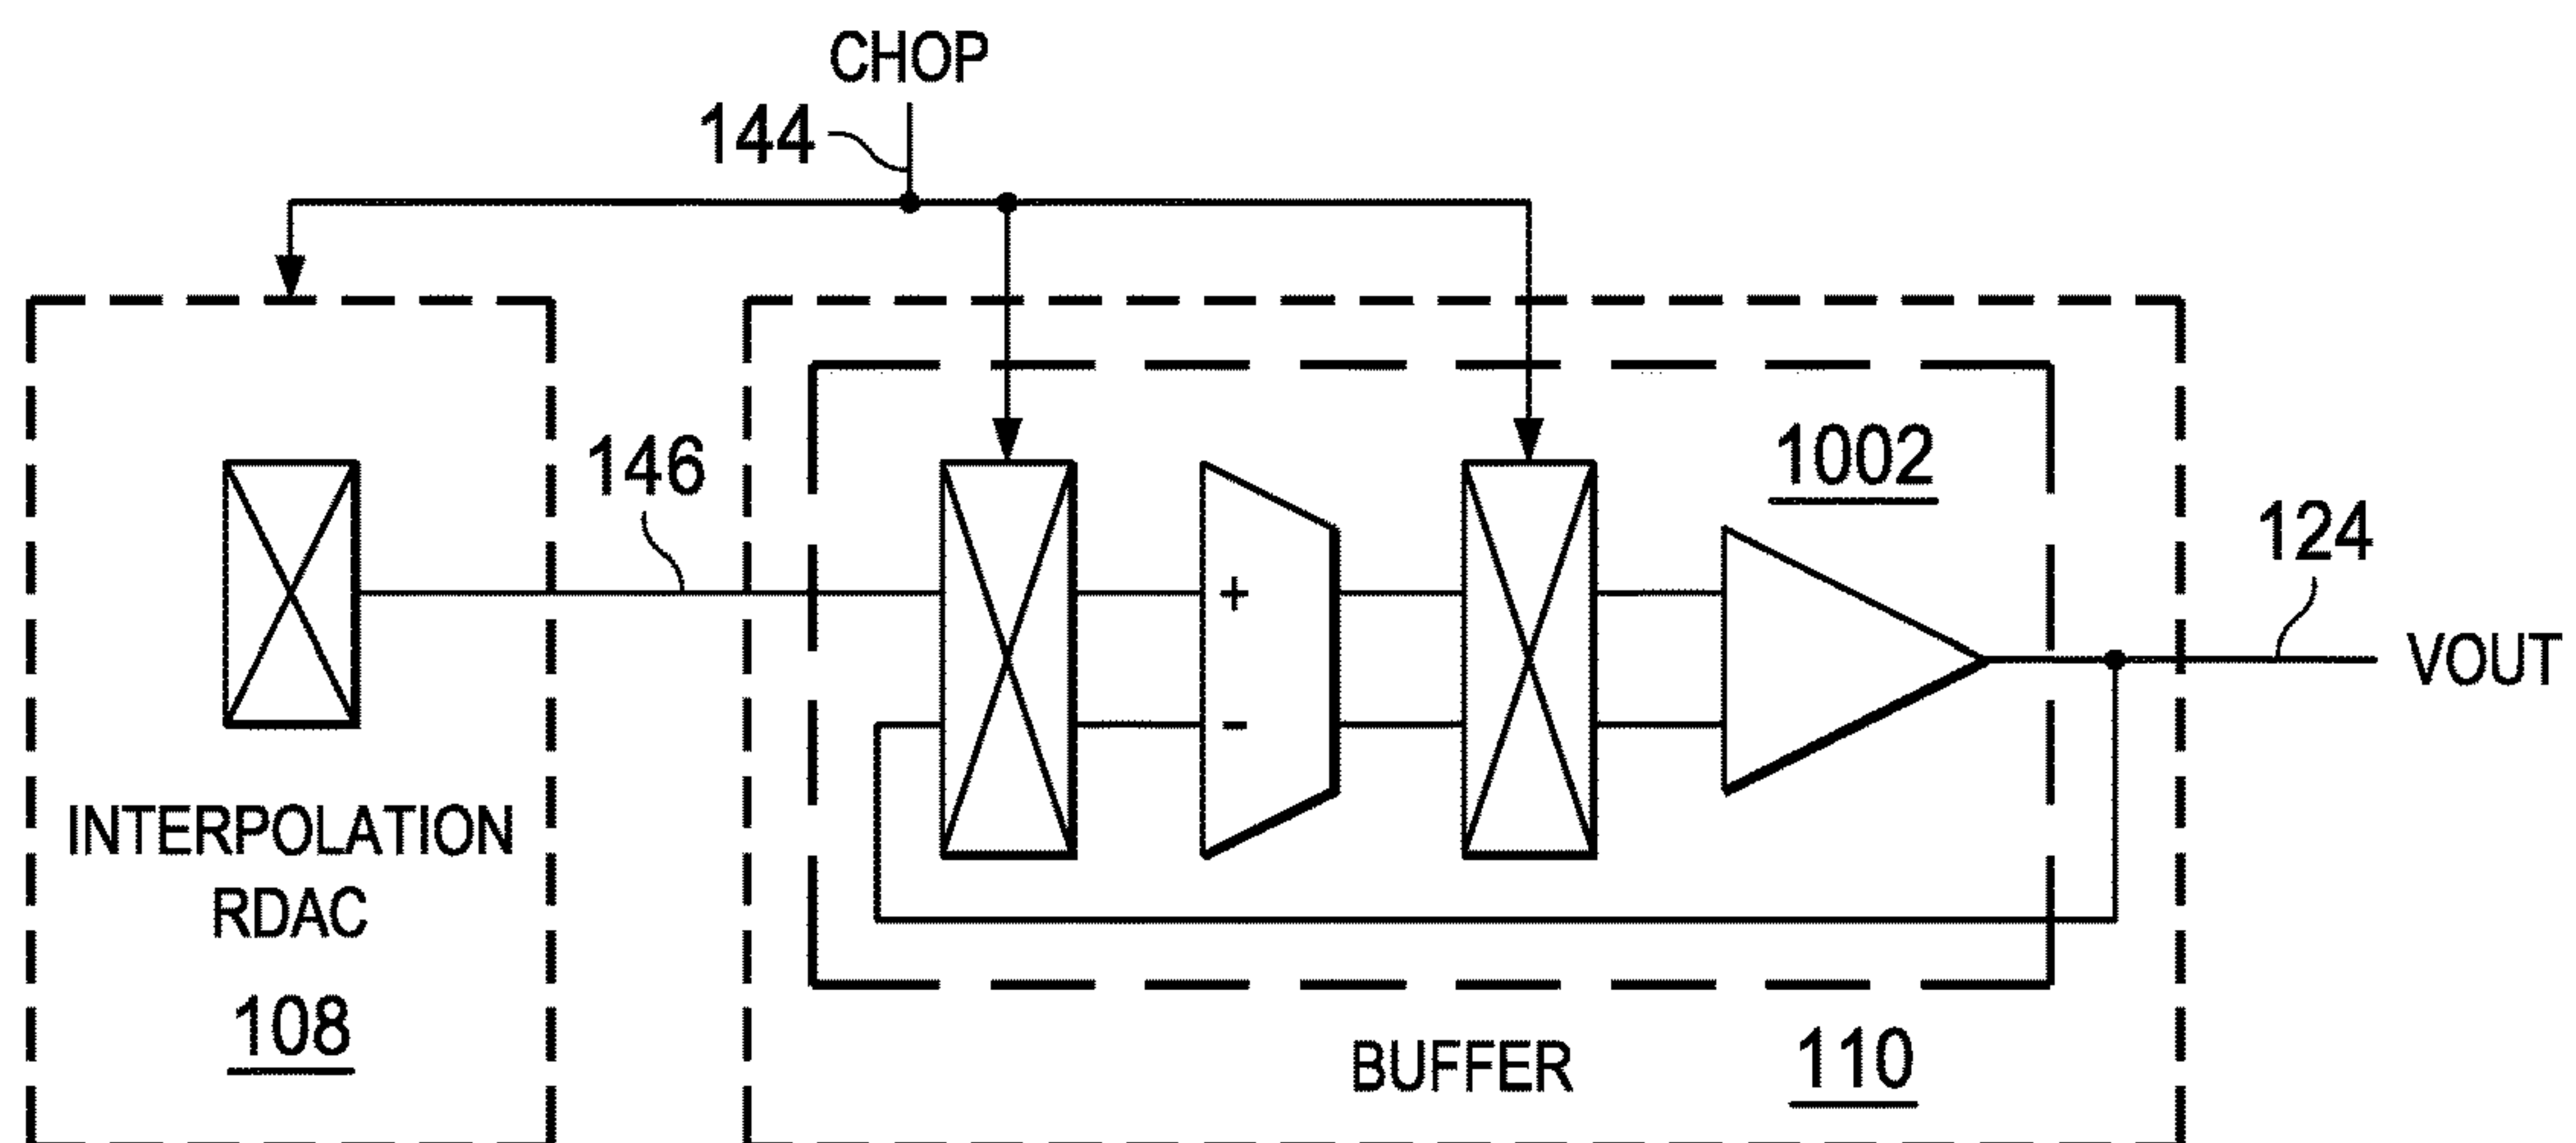 CHOP
144
146
1002
124
+
-
VOUT
INTERPOLATION
RDAC
108
BUFFER
110